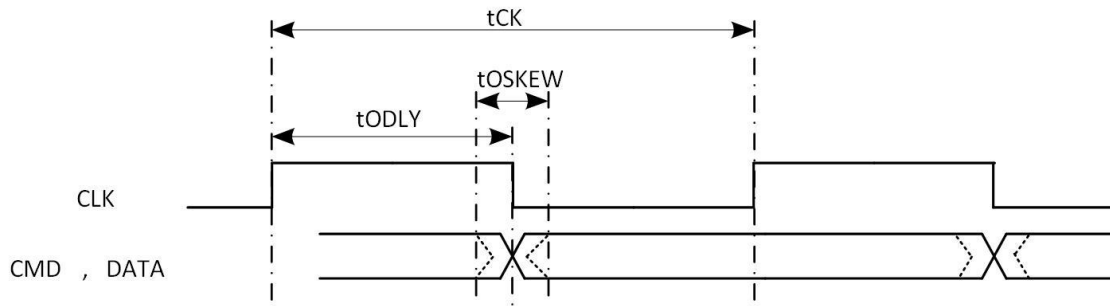 tCK
tOSKEW
tODLY
CLK
CMD , DATA